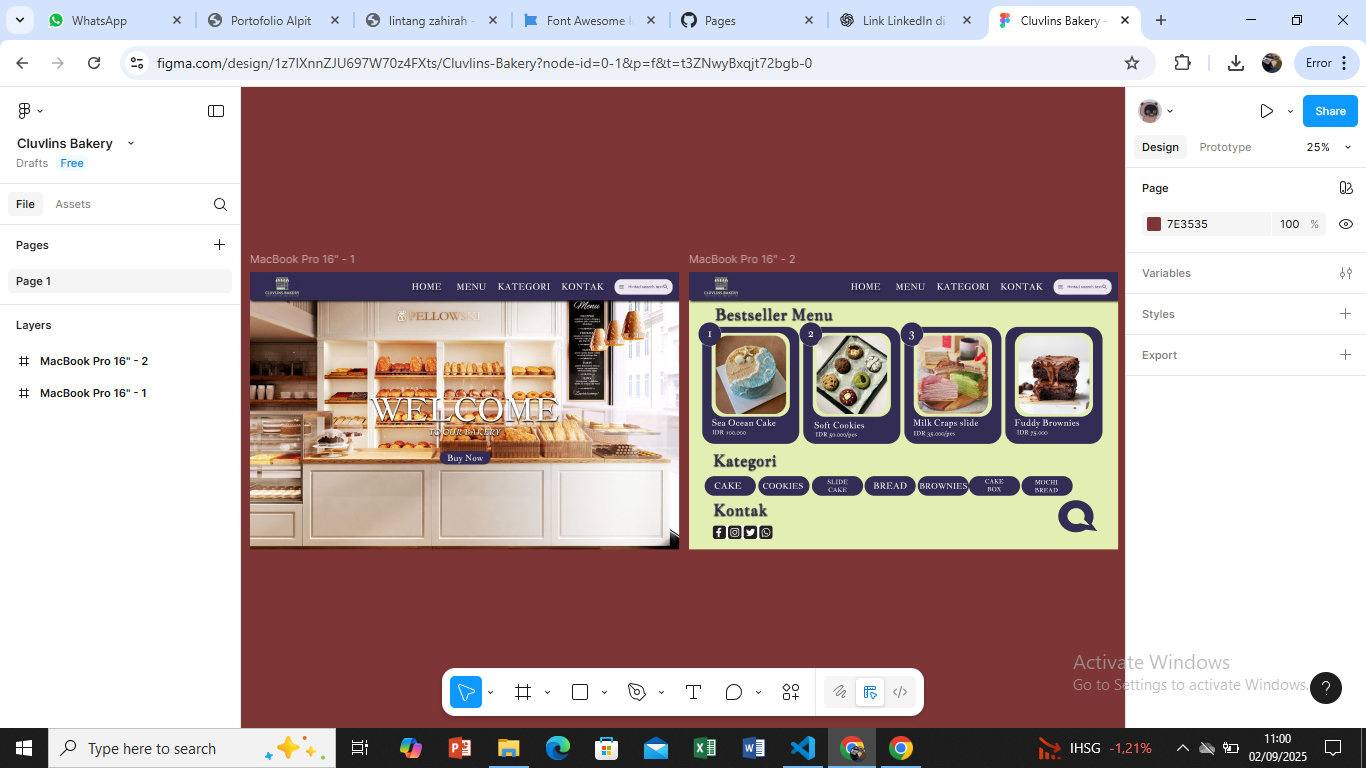 WhatsApp
Portofolio Alpit
lintang zahirah -
Font Awesome
Pages
Link LinkedIn di
Cluvlins Bakery –
figma.com/design/1z7IXnnZJU697W70z4FXts/Cluvlins-Bakery?node-id=0-1&p=f&t=t3ZNwyBxqjt72bgb-0
Error
Cluvlins Bakery
Drafts Free
File Assets
Pages
Page 1
Layers
MacBook Pro 16" - 2
MacBook Pro 16" - 1
MacBook Pro 16" - 1
CLUVLINS BAKERY
HOME MENU KATEGORI KONTAK
PELLOWSKI
Menu
WELCOME
TO OUR BAKERY
Buy Now
MacBook Pro 16" - 2
CLUVLINS BAKERY
HOME MENU KATEGORI KONTAK
Bestseller Menu
1 2 3
Sea Ocean Cake
IDR 100.000
Soft Cookies
IDR 50.000/pcs
Milk Craps slide
IDR 35.000/pcs
Fuddy Brownies
IDR 75.000
Kategori
CAKE
COOKIES
SLIDE
CAKE
BREAD
BROWNIES
CAKE
BOX
MOCHI
BREAD
Kontak
Share
Design Prototype 25%
Page
7E3535 100 %
Variables
Styles
Export
Activate Windows
Go to Settings to activate Windows.
?
Type here to search
IHSG -1,21%
11:00
02/09/2025